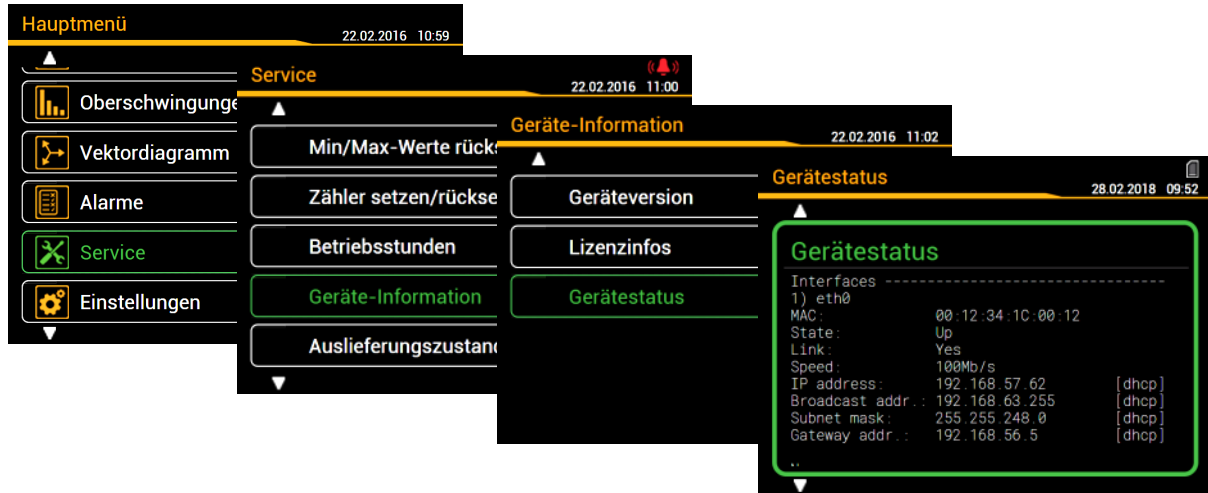 Hauptmenü
22.02.2016 10:59
Oberschwingunge
Vektordiagramm
Alarme
Service
Einstellungen
Service
22.02.2016 11:00
Min/Max-Werte rücks
Zähler setzen/rückse
Betriebsstunden
Geräte-Information
Auslieferungszustand
Geräte-Information
22.02.2016 11:02
Geräteversion
Lizenzinfos
Gerätestatus
Gerätestatus
28.02.2018 09:52
Gerätestatus
Interfaces ---------------------------------
1) eth0
MAC: 00:12:34:1C:00:12
State: Up
Link: Yes
Speed: 100Mb/s
IP address: 192.168.57.62 [dhcp]
Broadcast addr.: 192.168.63.255 [dhcp]
Subnet mask: 255.255.248.0 [dhcp]
Gateway addr.: 192.168.56.5 [dhcp]
..